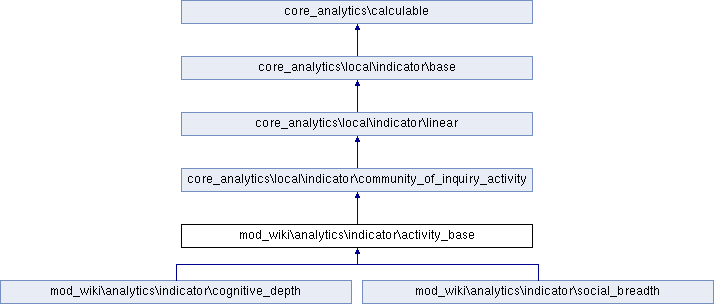 core_analytics\calculable
core_analytics\local\indicator\base
core_analytics\local\indicator\linear
core_analytics\local\indicator\community_of_inquiry_activity
mod_wiki\analytics\indicator\activity_base
mod_wiki\analytics\indicator\cognitive_depth
mod_wiki\analytics\indicator\social_breadth